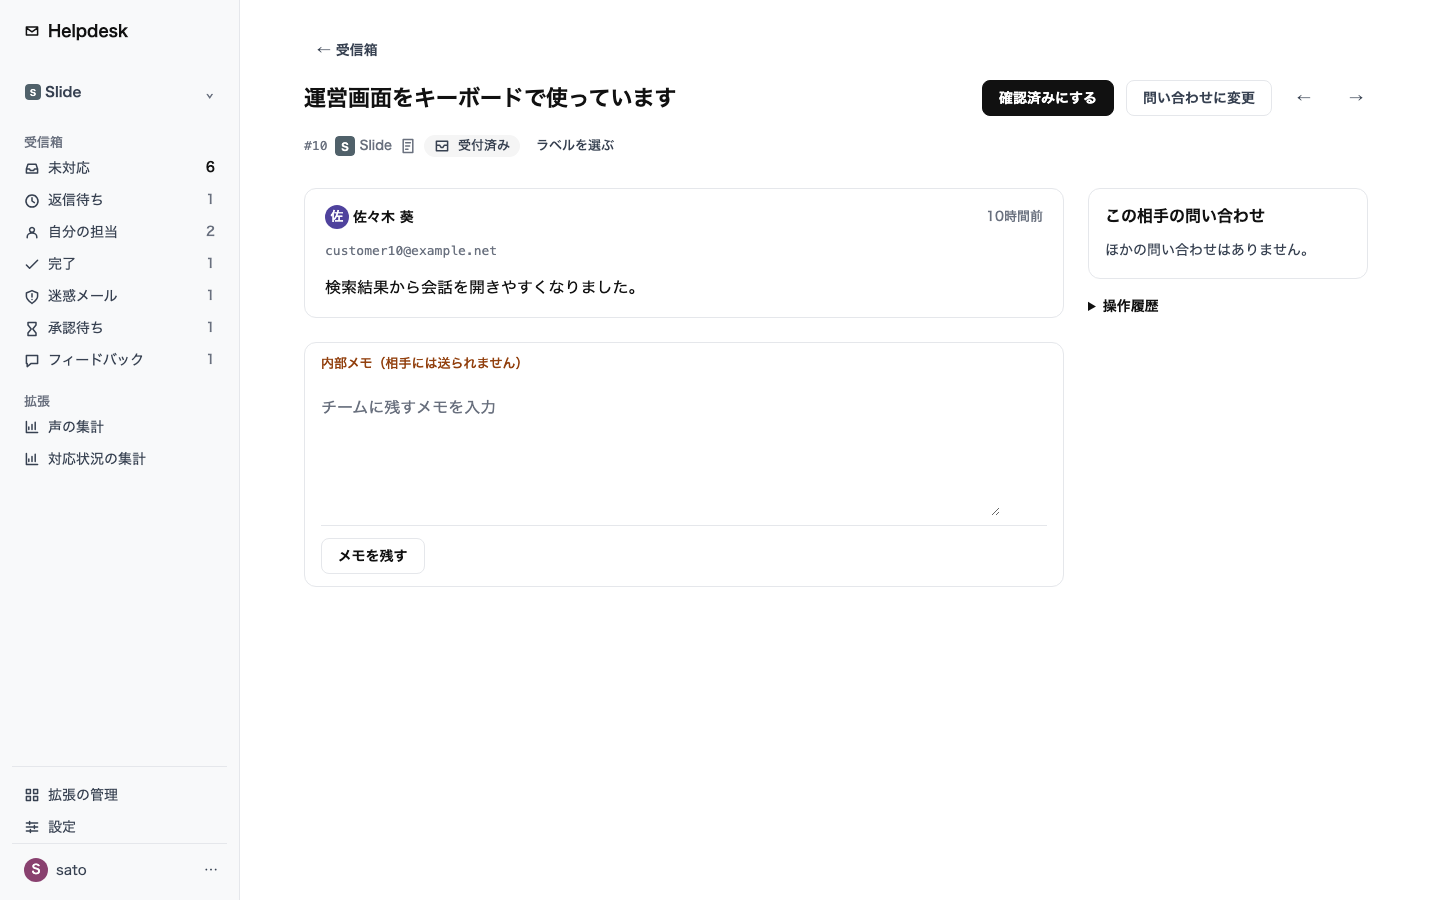 Helpdesk
S Slide
受信箱
未対応 6
返信待ち 1
自分の担当 2
完了 1
迷惑メール 1
承認待ち 1
フィードバック 1
拡張
声の集計
対応状況の集計
拡張の管理
設定
S sato ...
← 受信箱
運営画面をキーボードで使っています
確認済みにする
問い合わせに変更
← →
#10 S Slide 受付済み ラベルを選ぶ
佐 佐々木 葵 10時間前
customer10@example.net
検索結果から会話を開きやすくなりました。
内部メモ（相手には送られません）
チームに残すメモを入力
メモを残す
この相手の問い合わせ
ほかの問い合わせはありません。
▶ 操作履歴